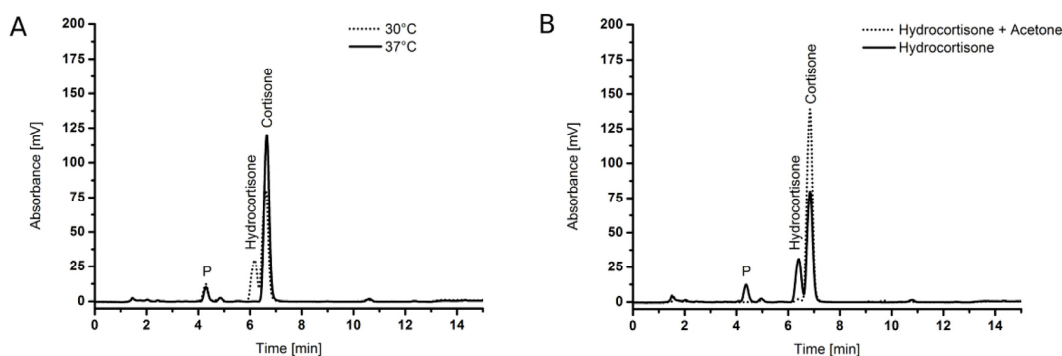 A
30°C
37°C
200
175
150
125
100
75
50
25
0
Absorbance [mV]
Hydrocortisone
Cortisone
P
0 2 4 6 8 10 12 14
Time [min]
B
Hydrocortisone + Acetone
Hydrocortisone
200
175
150
125
100
75
50
25
0
Absorbance [mV]
Hydrocortisone
Cortisone
P
0 2 4 6 8 10 12 14
Time [min]